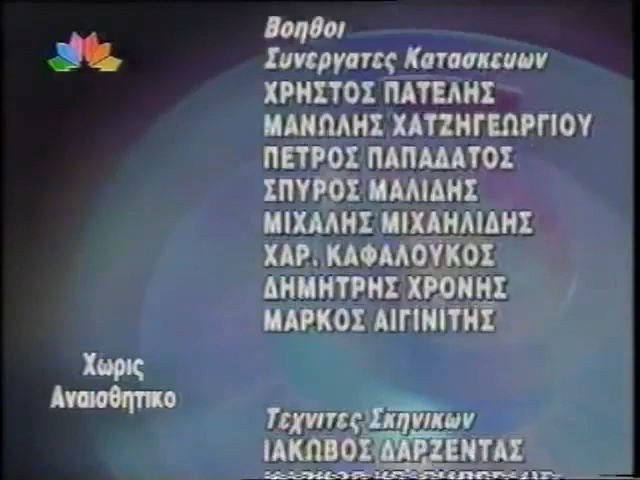 Βοηθοι
Συνεργατες Κατασκευων
ΧΡΗΣΤΟΣ ΠΑΤΕΛΗΣ
ΜΑΝΩΛΗΣ ΧΑΤΖΗΓΕΩΡΓΙΟΥ
ΠΕΤΡΟΣ ΠΑΠΑΔΑΤΟΣ
ΣΠΥΡΟΣ ΜΑΛΙΔΗΣ
ΜΙΧΑΛΗΣ ΜΙΧΑΗΛΙΔΗΣ
ΧΑΡ. ΚΑΦΑΛΟΥΚΟΣ
ΔΗΜΗΤΡΗΣ ΧΡΟΝΗΣ
ΜΑΡΚΟΣ ΑΙΓΙΝΙΤΗΣ
Χωρις
Αναισθητικο
Τεχνιτες Σκηνικων
ΙΑΚΩΒΟΣ ΔΑΡΖΕΝΤΑΣ